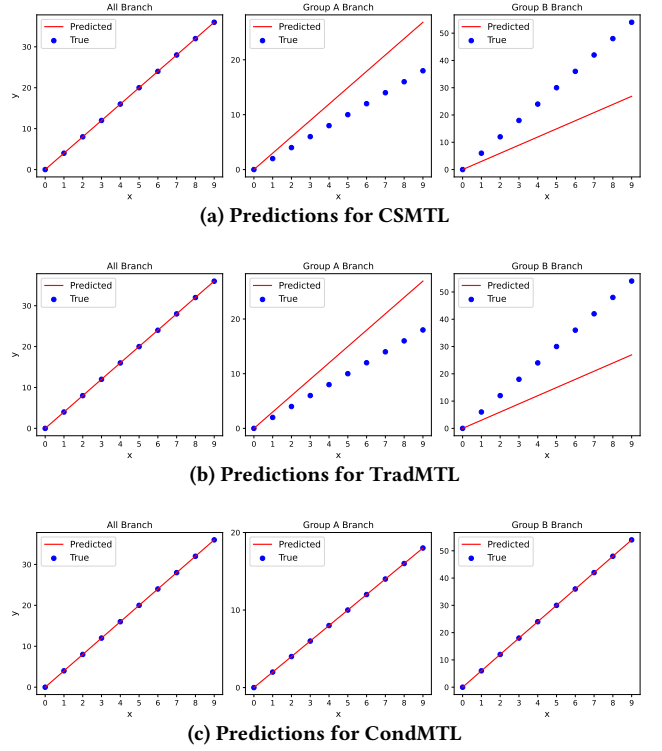 All Branch
Group A Branch
Group B Branch
Predicted
True
Predicted
True
Predicted
True
y
30
20
10
0
20
10
0
50
40
30
20
10
0
0 1 2 3 4 5 6 7 8 9
0 1 2 3 4 5 6 7 8 9
0 1 2 3 4 5 6 7 8 9
x
x
x
(a) Predictions for CSMTL
All Branch
Group A Branch
Group B Branch
Predicted
True
Predicted
True
Predicted
True
y
30
20
10
0
20
10
0
50
40
30
20
10
0
0 1 2 3 4 5 6 7 8 9
0 1 2 3 4 5 6 7 8 9
0 1 2 3 4 5 6 7 8 9
x
x
x
(b) Predictions for TradMTL
All Branch
Group A Branch
Group B Branch
Predicted
True
Predicted
True
Predicted
True
y
30
20
10
0
20
10
0
50
40
30
20
10
0
0 1 2 3 4 5 6 7 8 9
0 1 2 3 4 5 6 7 8 9
0 1 2 3 4 5 6 7 8 9
x
x
x
(c) Predictions for CondMTL